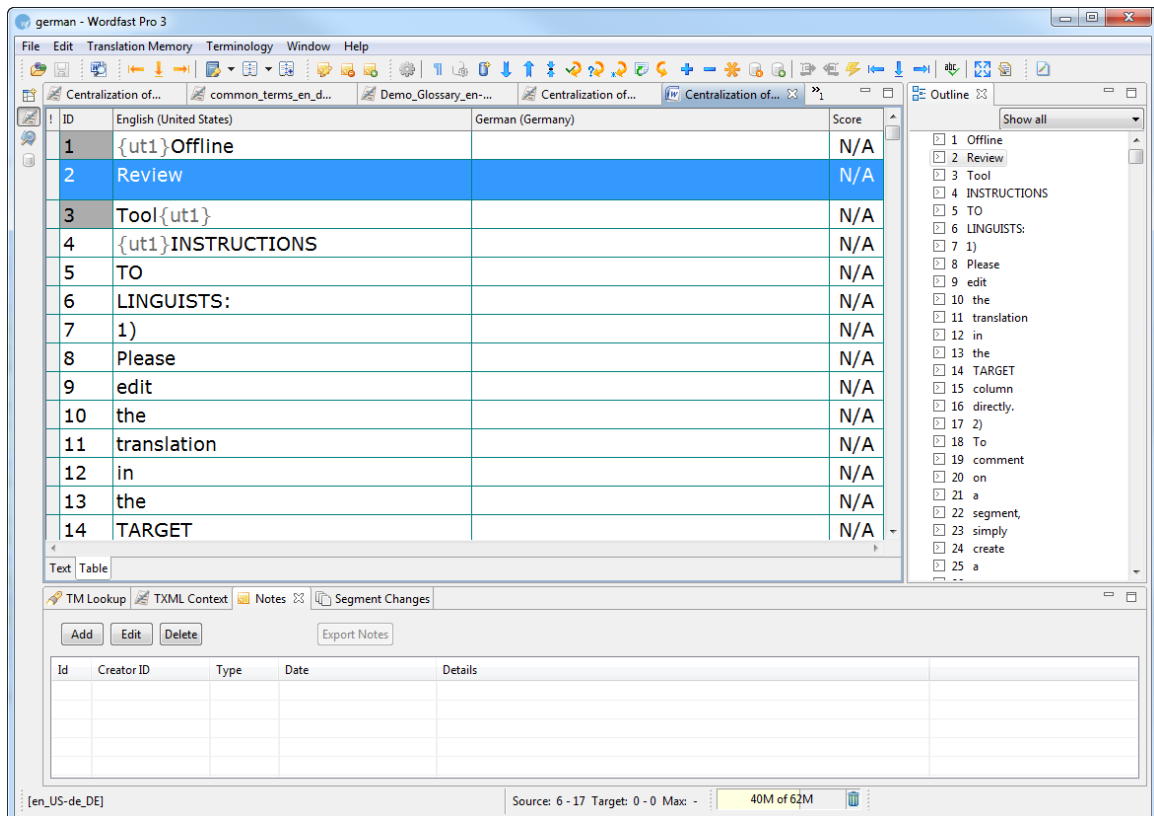 german - Wordfast Pro 3
File Edit Translation Memory Terminology Window Help
Centralization of... common_terms_en_d... Demo_Glossary_en-... Centralization of... Centralization of... »1 Outline
! ID English (United States) German (Germany) Score
Show all
1 {ut1}Offline N/A
2 Review N/A
3 Tool{ut1} N/A
4 {ut1}INSTRUCTIONS N/A
5 TO N/A
6 LINGUISTS: N/A
7 1) N/A
8 Please N/A
9 edit N/A
10 the N/A
11 translation N/A
12 in N/A
13 the N/A
14 TARGET N/A
Text Table
1 Offline
2 Review
3 Tool
4 INSTRUCTIONS
5 TO
6 LINGUISTS:
7 1)
8 Please
9 edit
10 the
11 translation
12 in
13 the
14 TARGET
15 column
16 directly.
17 2)
18 To
19 comment
20 on
21 a
22 segment,
23 simply
24 create
25 a
TM Lookup TXML Context Notes Segment Changes
Add Edit Delete Export Notes
Id Creator ID Type Date Details
[en_US-de_DE] Source: 6 - 17 Target: 0 - 0 Max: - 40M of 62M